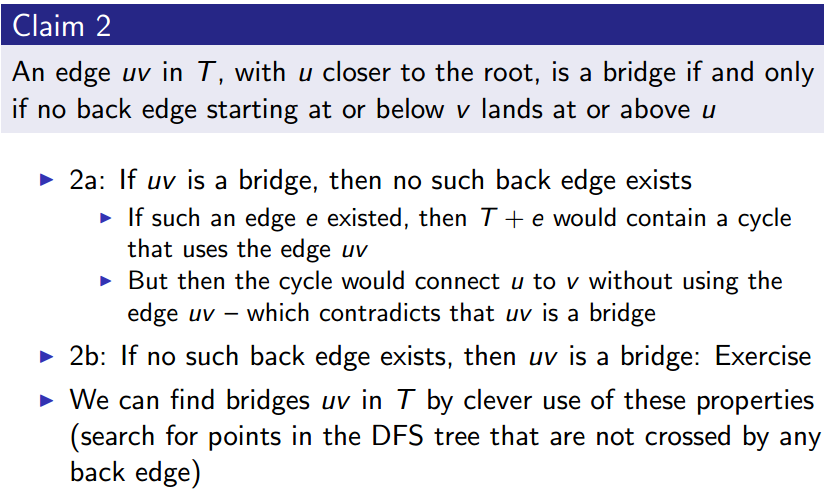 Claim 2
An edge uv in T, with u closer to the root, is a bridge if and only
if no back edge starting at or below v lands at or above u
2a: If uv is a bridge, then no such back edge exists
If such an edge e existed, then T + e would contain a cycle
that uses the edge uv
But then the cycle would connect u to v without using the
edge uv – which contradicts that uv is a bridge
2b: If no such back edge exists, then uv is a bridge: Exercise
We can find bridges uv in T by clever use of these properties
(search for points in the DFS tree that are not crossed by any
back edge)